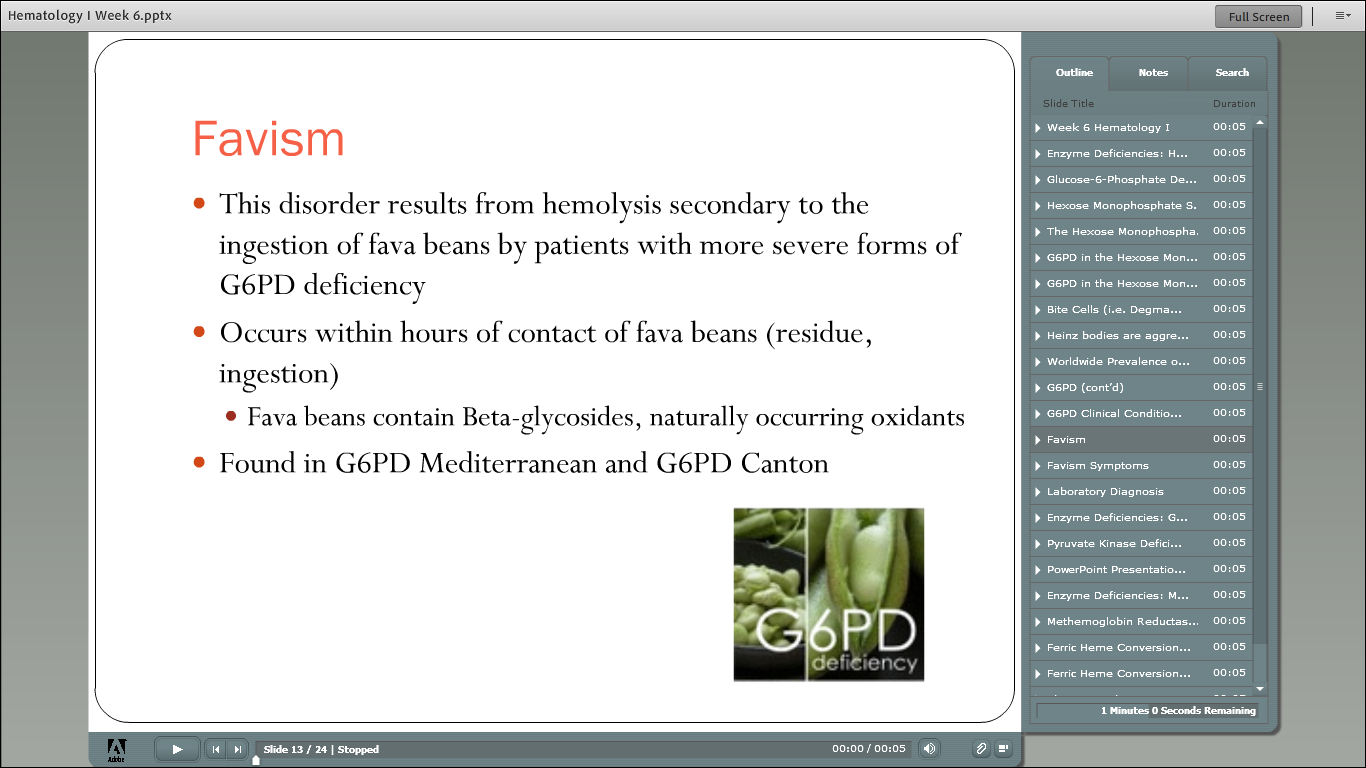 Hematology I Week 6.pptx
Full Screen
Favism
• This disorder results from hemolysis secondary to the
ingestion of fava beans by patients with more severe forms of
G6PD deficiency
• Occurs within hours of contact of fava beans (residue,
ingestion)
• Fava beans contain Beta-glycosides, naturally occurring oxidants
• Found in G6PD Mediterranean and G6PD Canton
G6PD
deficiency
Outline Notes Search
Slide Title Duration
Week 6 Hematology I 00:05
Enzyme Deficiencies: H... 00:05
Glucose-6-Phosphate De... 00:05
Hexose Monophosphate S. 00:05
The Hexose Monophospha. 00:05
G6PD in the Hexose Mon... 00:05
G6PD in the Hexose Mon... 00:05
Bite Cells (i.e. Degma... 00:05
Heinz bodies are aggre... 00:05
Worldwide Prevalence o... 00:05
G6PD (cont'd) 00:05
G6PD Clinical Conditio... 00:05
Favism 00:05
Favism Symptoms 00:05
Laboratory Diagnosis 00:05
Enzyme Deficiencies: G... 00:05
Pyruvate Kinase Defici... 00:05
PowerPoint Presentatio... 00:05
Enzyme Deficiencies: M... 00:05
Methemoglobin Reductas... 00:05
Ferric Heme Conversion... 00:05
Ferric Heme Conversion... 00:05
1 Minutes 0 Seconds Remaining
Adobe
Slide 13 / 24 | Stopped
00:00 / 00:05